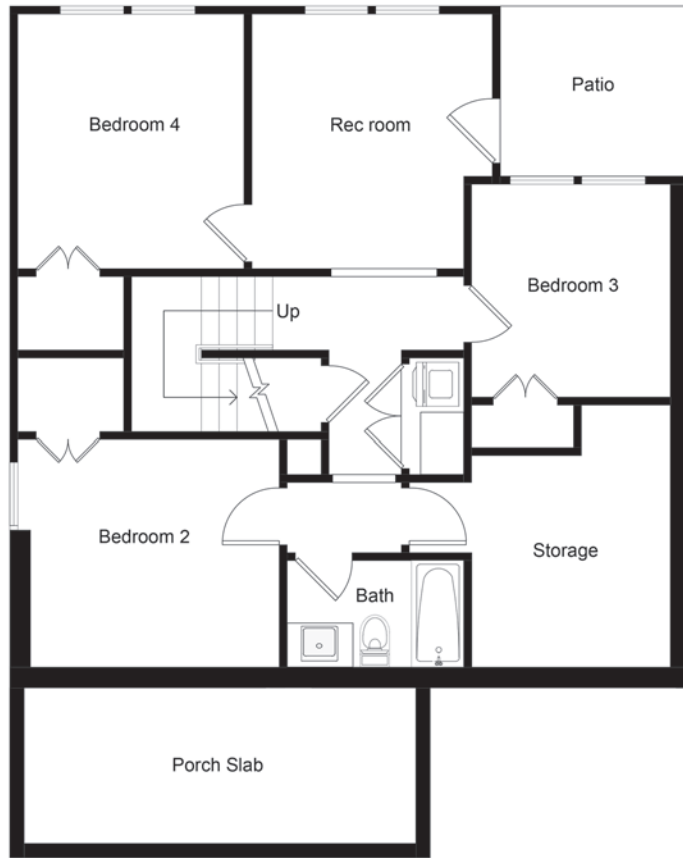 Patio
Bedroom 4
Rec room
Bedroom 3
Up
Bedroom 2
Storage
Bath
Porch Slab